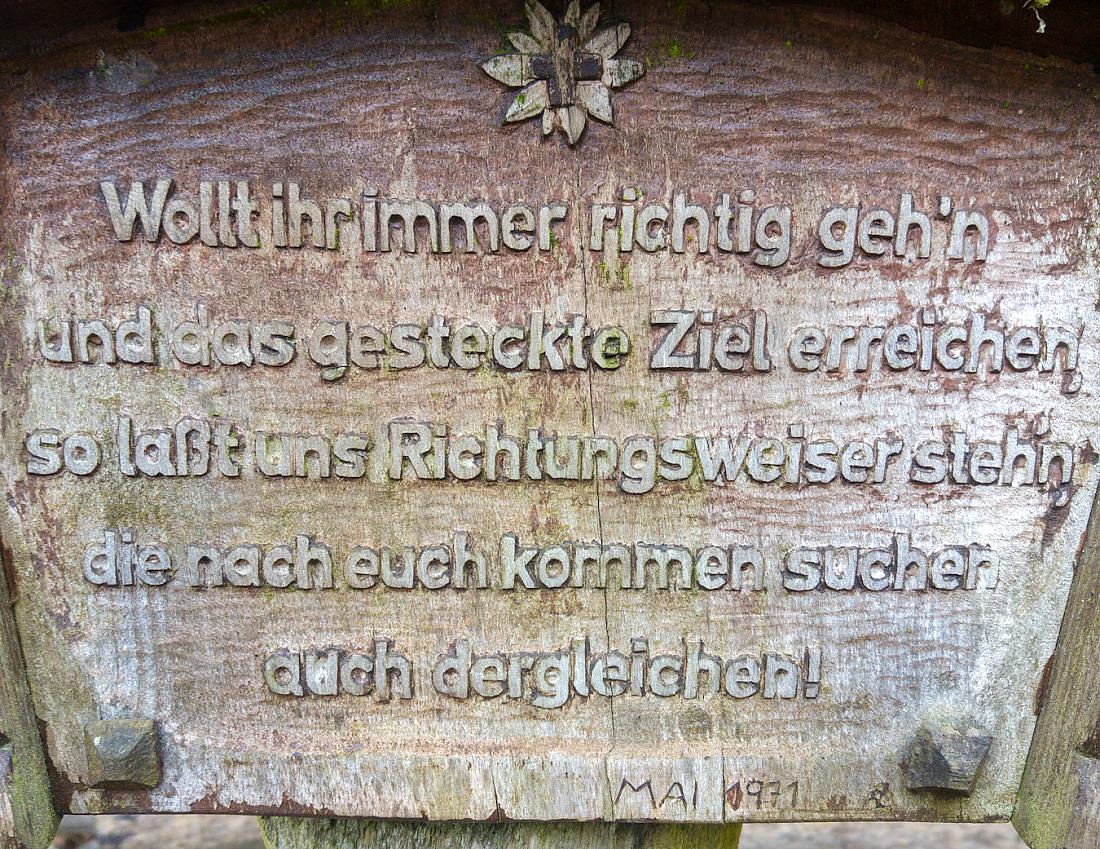 Wollt ihr immer richtig geh'n
und das gesteckte Ziel erreichen,
so laßt uns Richtungsweiser steh'n,
die nach euch kommen suchen
auch dergleichen!
MAI 1971